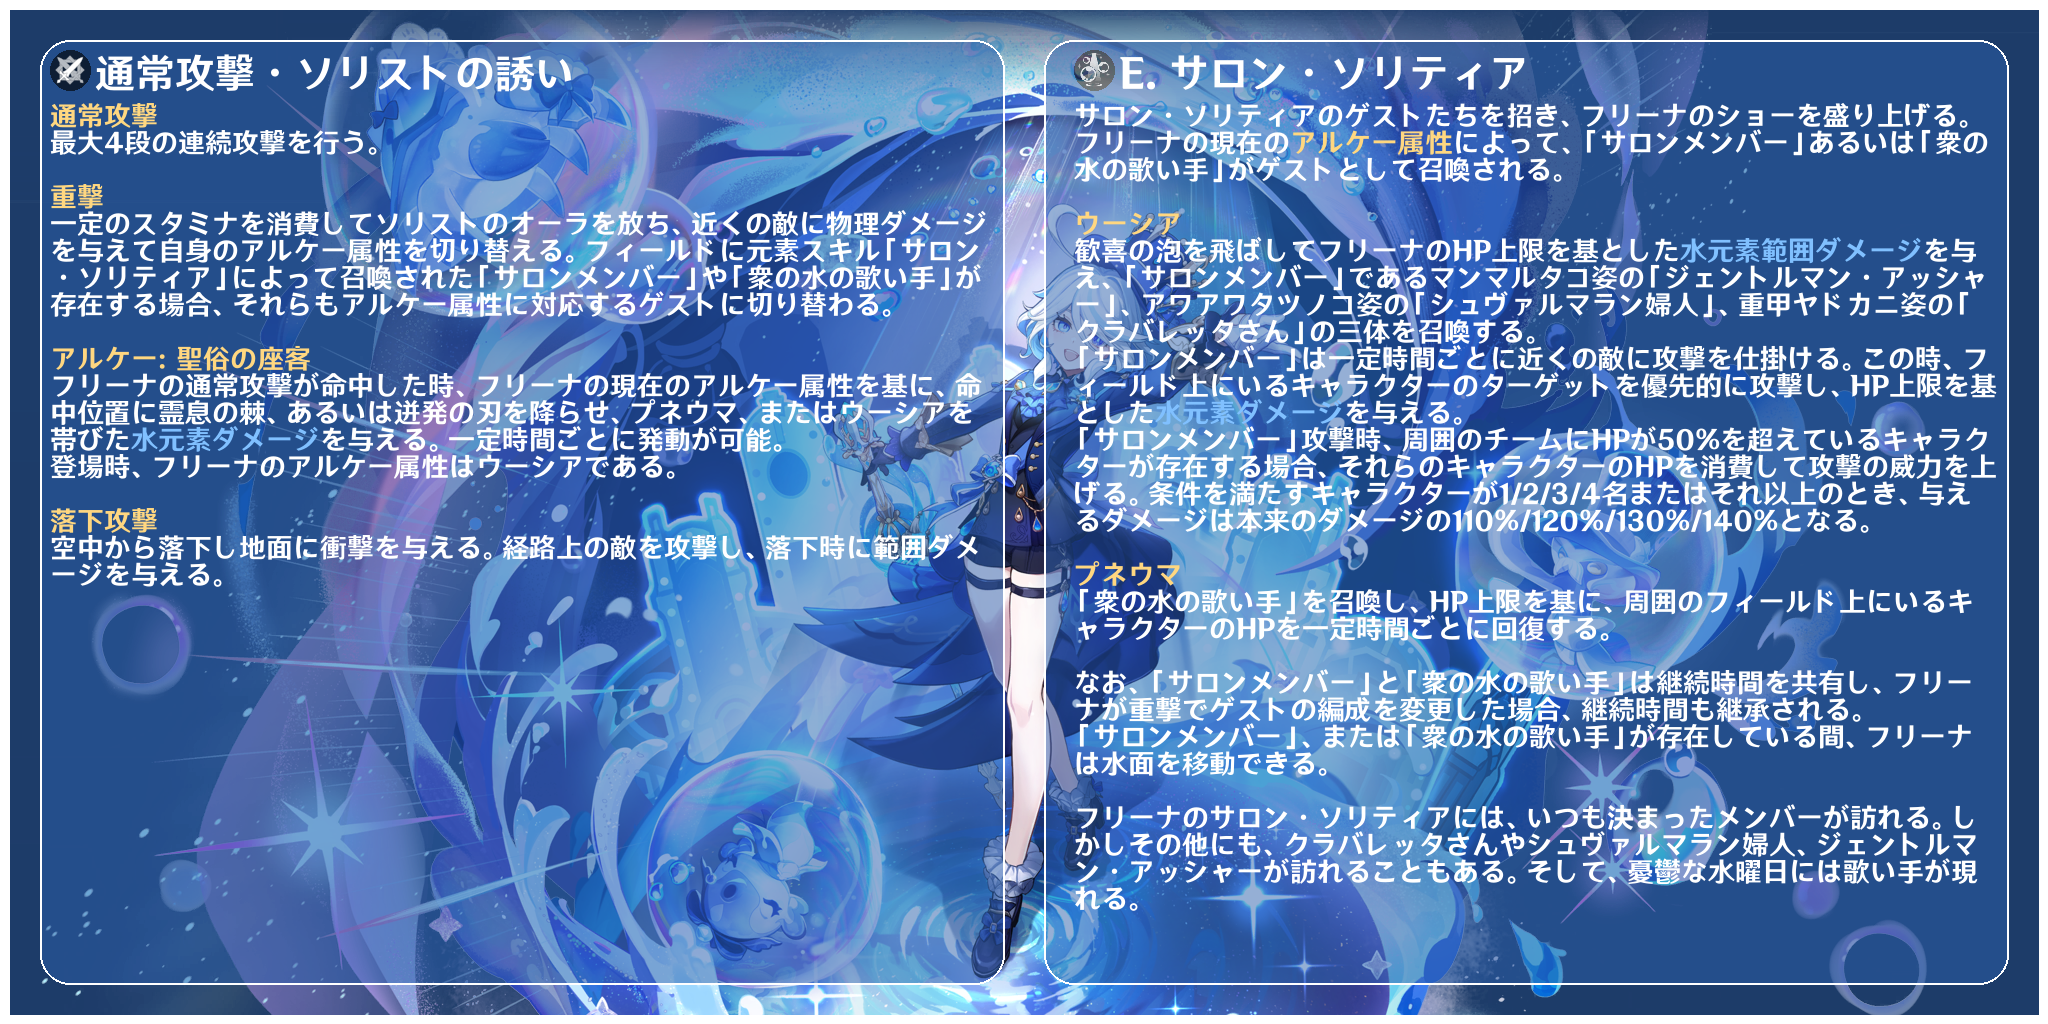 通常攻撃・ソリストの誘い
通常攻撃
最大4段の連続攻撃を行う。
重撃
一定のスタミナを消費してソリストのオーラを放ち、近くの敵に物理ダメージ
を与えて自身のアルケー属性を切り替える。フィールドに元素スキル「サロン
・ソリティア」によって召喚された「サロンメンバー」や「衆の水の歌い手」が
存在する場合、それらもアルケー属性に対応するゲストに切り替わる。
アルケー: 聖俗の座客
フリーナの通常攻撃が命中した時、フリーナの現在のアルケー属性を基に、命
中位置に霊息の棘、あるいは迸発の刃を降らせ、プネウマ、またはウーシアを
帯びた水元素ダメージを与える。一定時間ごとに発動が可能。
登場時、フリーナのアルケー属性はウーシアである。
落下攻撃
空中から落下し地面に衝撃を与える。経路上の敵を攻撃し、落下時に範囲ダメ
ージを与える。
E. サロン・ソリティア
サロン・ソリティアのゲストたちを招き、フリーナのショーを盛り上げる。
フリーナの現在のアルケー属性によって、「サロンメンバー」あるいは「衆の
水の歌い手」がゲストとして召喚される。
ウーシア
歓喜の泡を飛ばしてフリーナのHP上限を基とした水元素範囲ダメージを与
え、「サロンメンバー」であるマンマルタコ姿の「ジェントルマン・アッシャ
ー」、アワアワタツノコ姿の「シュヴァルマラン婦人」、重甲ヤドカニ姿の「
クラバレッタさん」の三体を召喚する。
「サロンメンバー」は一定時間ごとに近くの敵に攻撃を仕掛ける。この時、フ
ィールド上にいるキャラクターのターゲットを優先的に攻撃し、HP上限を基
とした水元素ダメージを与える。
「サロンメンバー」攻撃時、周囲のチームにHPが50%を超えているキャラク
ターが存在する場合、それらのキャラクターのHPを消費して攻撃の威力を上
げる。条件を満たすキャラクターが1/2/3/4名またはそれ以上のとき、与え
るダメージは本来のダメージの110%/120%/130%/140%となる。
プネウマ
「衆の水の歌い手」を召喚し、HP上限を基に、周囲のフィールド上にいるキ
ャラクターのHPを一定時間ごとに回復する。
なお、「サロンメンバー」と「衆の水の歌い手」は継続時間を共有し、フリー
ナが重撃でゲストの編成を変更した場合、継続時間も継承される。
「サロンメンバー」、または「衆の水の歌い手」が存在している間、フリーナ
は水面を移動できる。
フリーナのサロン・ソリティアには、いつも決まったメンバーが訪れる。し
かしその他にも、クラバレッタさんやシュヴァルマラン婦人、ジェントルマ
ン・アッシャーが訪れることもある。そして、憂鬱な水曜日には歌い手が現
れる。